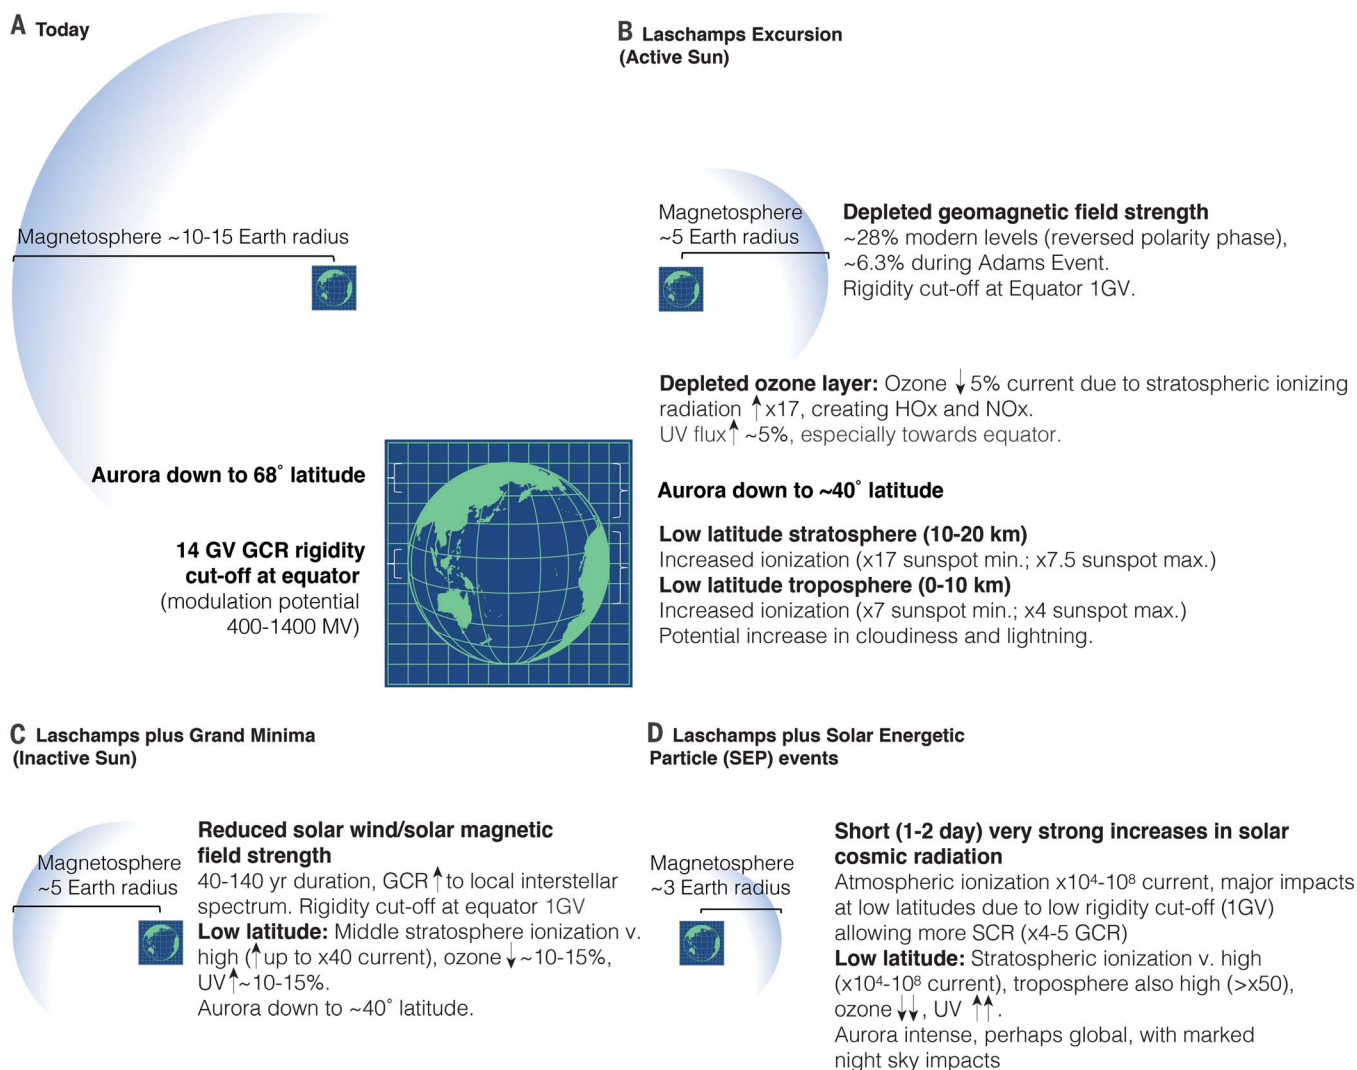 A Today
Magnetosphere ~10-15 Earth radius
Aurora down to 68˚ latitude
14 GV GCR rigidity
cut-off at equator
(modulation potential
400-1400 MV)
B Laschamps Excursion
(Active Sun)
Magnetosphere
~5 Earth radius
Depleted geomagnetic field strength
~28% modern levels (reversed polarity phase),
~6.3% during Adams Event.
Rigidity cut-off at Equator 1GV.
Depleted ozone layer: Ozone ↓ 5% current due to stratospheric ionizing
radiation ↑ x17, creating HOx and NOx.
UV flux↑ ~5%, especially towards equator.
Aurora down to ~40˚ latitude
Low latitude stratosphere (10-20 km)
Increased ionization (x17 sunspot min.; x7.5 sunspot max.)
Low latitude troposphere (0-10 km)
Increased ionization (x7 sunspot min.; x4 sunspot max.)
Potential increase in cloudiness and lightning.
C Laschamps plus Grand Minima
(Inactive Sun)
Magnetosphere
~5 Earth radius
Reduced solar wind/solar magnetic
field strength
40-140 yr duration, GCR↑ to local interstellar
spectrum. Rigidity cut-off at equator 1GV
Low latitude: Middle stratosphere ionization v.
high (↑up to x40 current), ozone↓~10-15%,
UV↑~10-15%.
Aurora down to ~40˚ latitude.
D Laschamps plus Solar Energetic
Particle (SEP) events
Magnetosphere
~3 Earth radius
Short (1-2 day) very strong increases in solar
cosmic radiation
Atmospheric ionization x10⁴-10⁸ current, major impacts
at low latitudes due to low rigidity cut-off (1GV)
allowing more SCR (x4-5 GCR)
Low latitude: Stratospheric ionization v. high
(x10⁴-10⁸ current), troposphere also high (>x50),
ozone ↓↓, UV ↑↑.
Aurora intense, perhaps global, with marked
night sky impacts